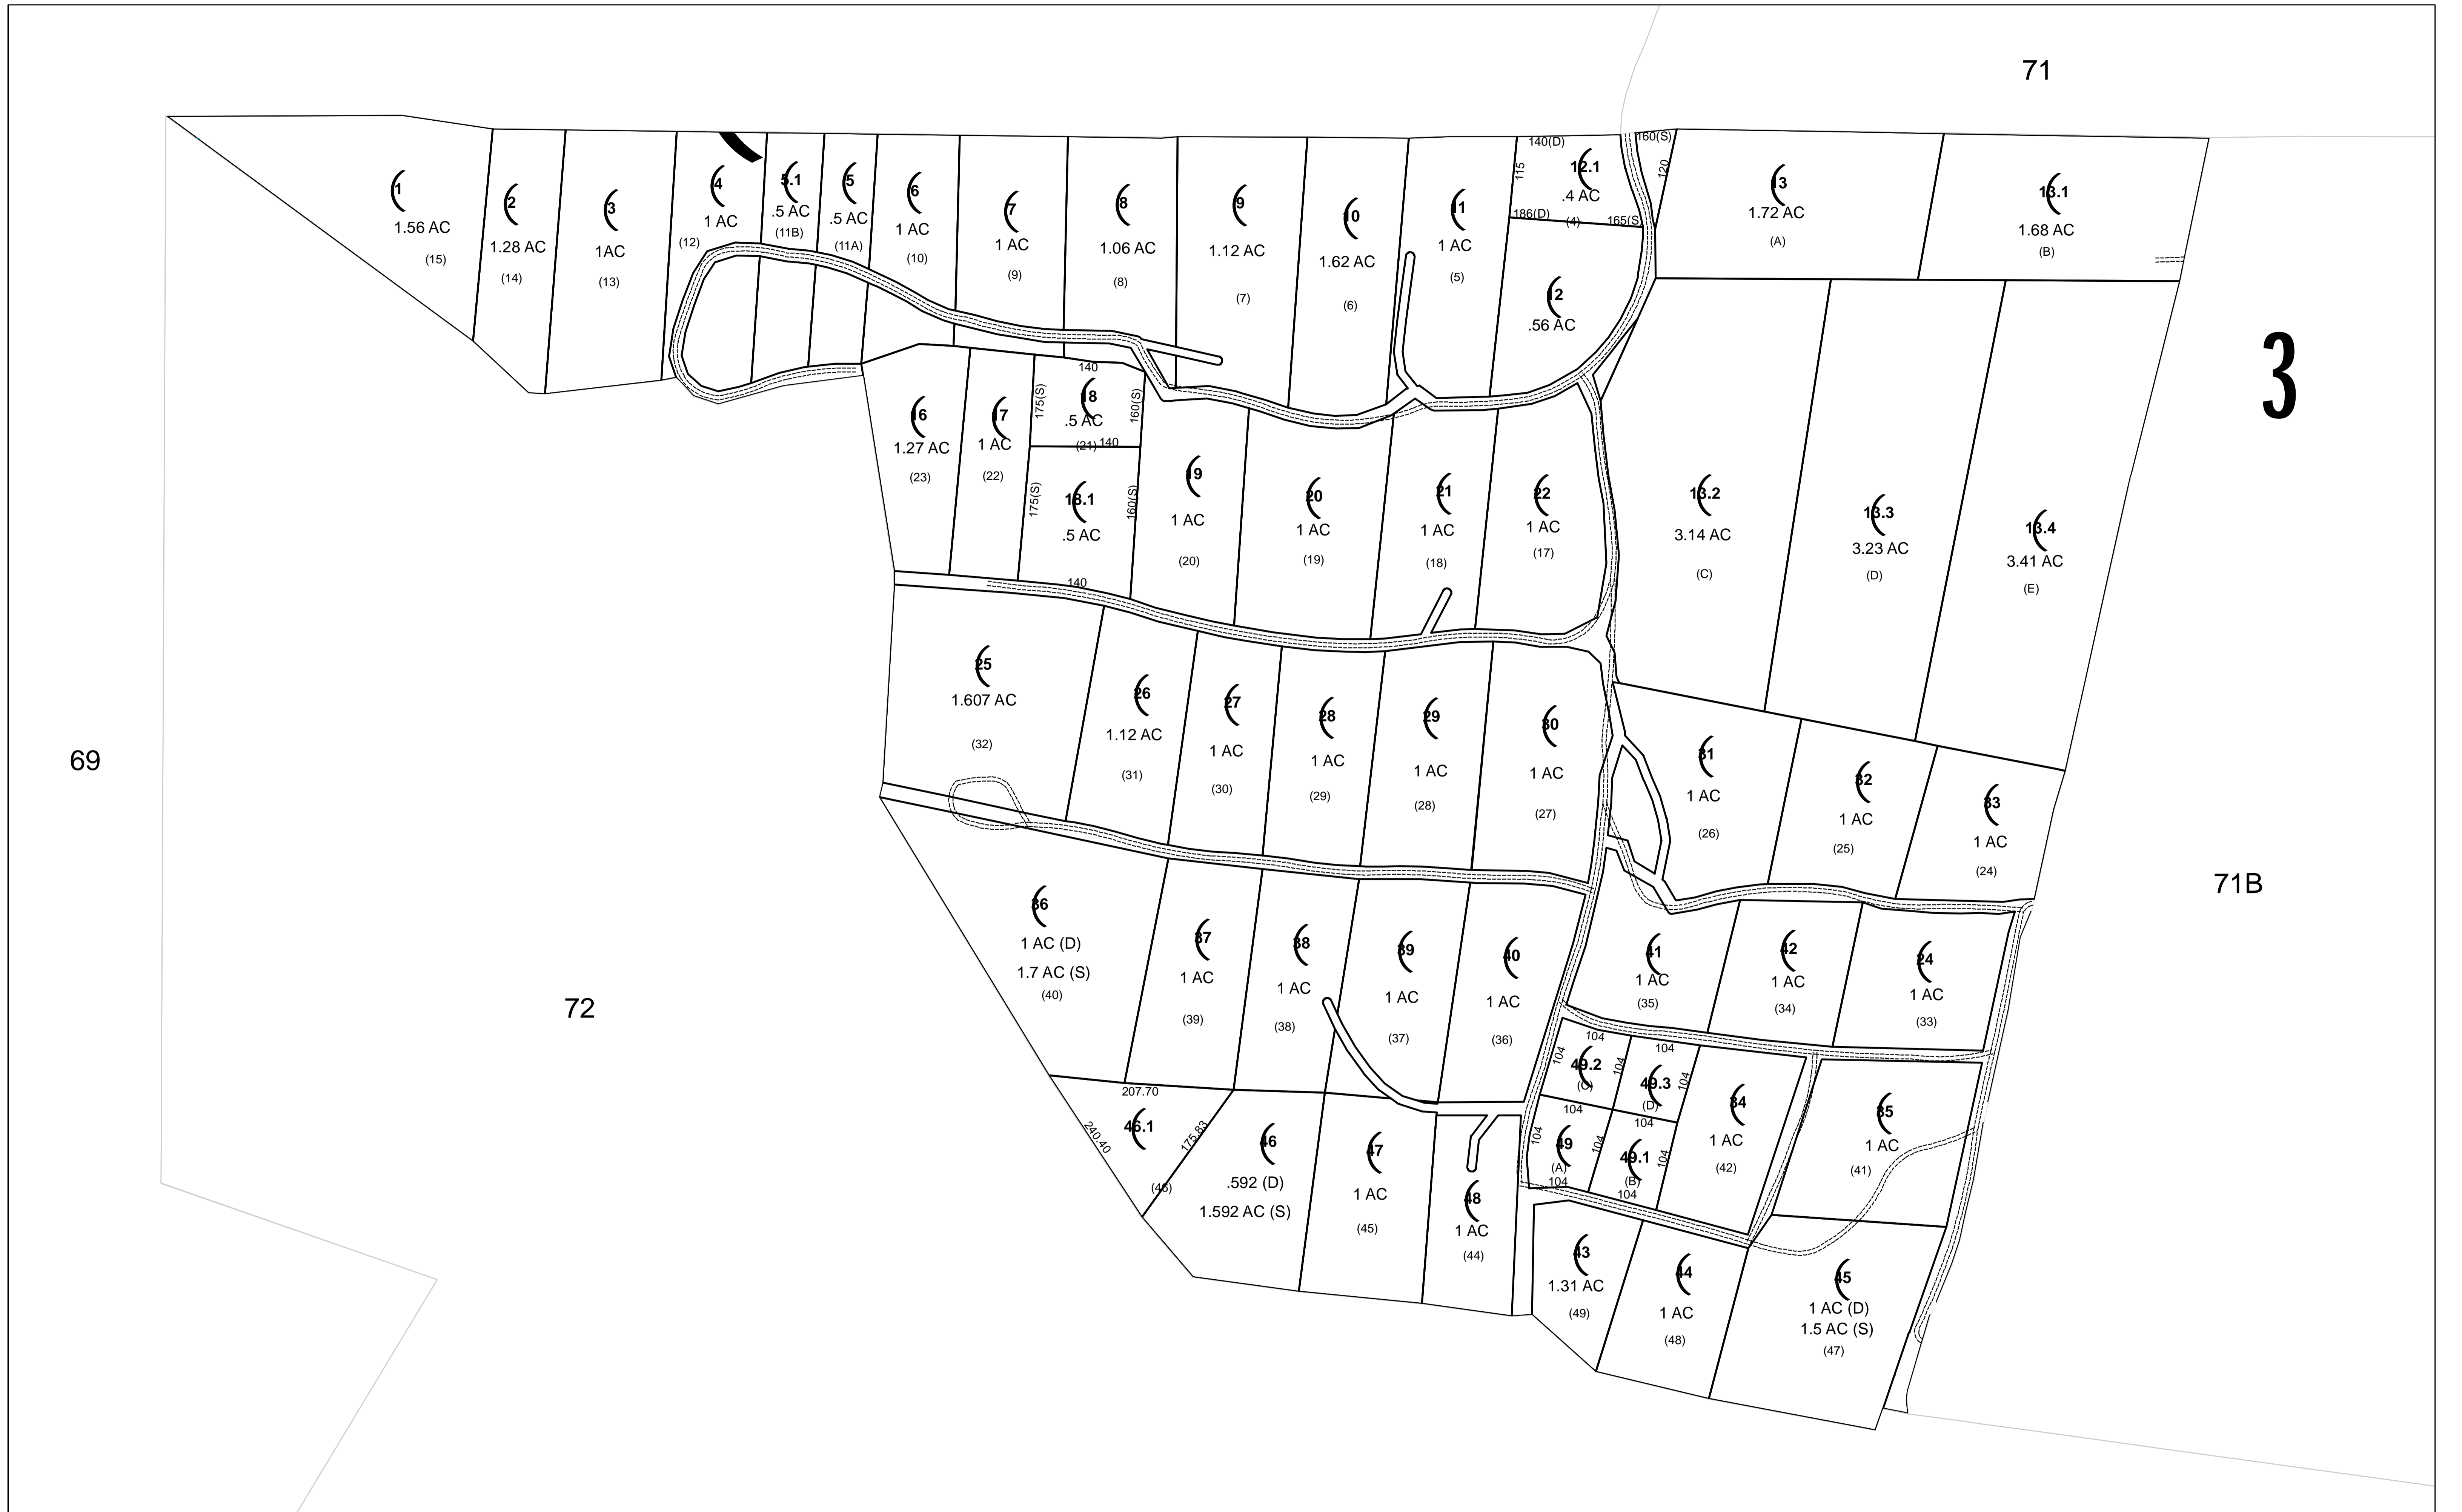 71
140(D)
160(S)
115
12.1
.4 AC
(4)
120
186(D)
165(S
1
1.56 AC
(15)
2
1.28 AC
(14)
3
1AC
(13)
4
1 AC
(12)
5.1
.5 AC
(11B)
5
.5 AC
(11A)
6
1 AC
(10)
7
1 AC
(9)
8
1.06 AC
(8)
9
1.12 AC
(7)
10
1.62 AC
(6)
11
1 AC
(5)
12
.56 AC
13
1.72 AC
(A)
13.1
1.68 AC
(B)
3
16
1.27 AC
(23)
17
1 AC
(22)
140
175(S)
18
.5 AC
160(S)
(21)
140
175(S)
18.1
.5 AC
160(S)
140
19
1 AC
(20)
20
1 AC
(19)
21
1 AC
(18)
22
1 AC
(17)
13.2
3.14 AC
(C)
13.3
3.23 AC
(D)
13.4
3.41 AC
(E)
69
25
1.607 AC
(32)
26
1.12 AC
(31)
27
1 AC
(30)
28
1 AC
(29)
29
1 AC
(28)
30
1 AC
(27)
31
1 AC
(26)
32
1 AC
(25)
33
1 AC
(24)
71B
72
36
1 AC (D)
1.7 AC (S)
(40)
37
1 AC
(39)
38
1 AC
(38)
39
1 AC
(37)
40
1 AC
(36)
41
1 AC
(35)
42
1 AC
(34)
24
1 AC
(33)
104
104
104
49.2
(C)
104
49.3
(D)
104
104
104
104
49
(A)
104
49.1
(B)
104
104
104
34
1 AC
(42)
35
1 AC
(41)
207.70
46.1
240.40
175.83
(46)
46
.592 (D)
1.592 AC (S)
47
1 AC
(45)
48
1 AC
(44)
43
1.31 AC
(49)
44
1 AC
(48)
45
1 AC (D)
1.5 AC (S)
(47)